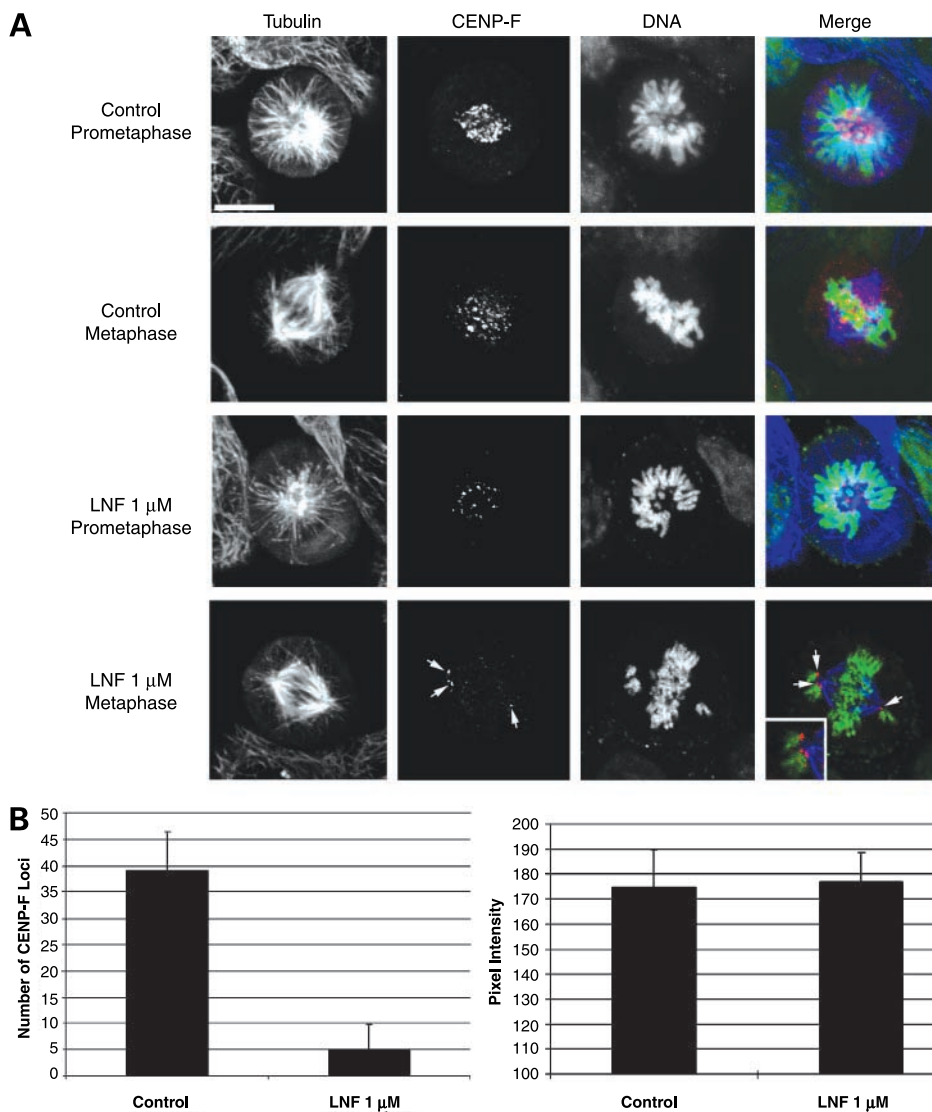 A
Tubulin CENP-F DNA Merge
Control
Prometaphase
Control
Metaphase
LNF 1 μM
Prometaphase
LNF 1 μM
Metaphase
B
50
45
40
35
30
25
20
15
10
5
0
Number of CENP-F Loci
Control LNF 1 μM
200
190
180
170
160
150
140
130
120
110
100
Pixel Intensity
Control LNF 1 μM